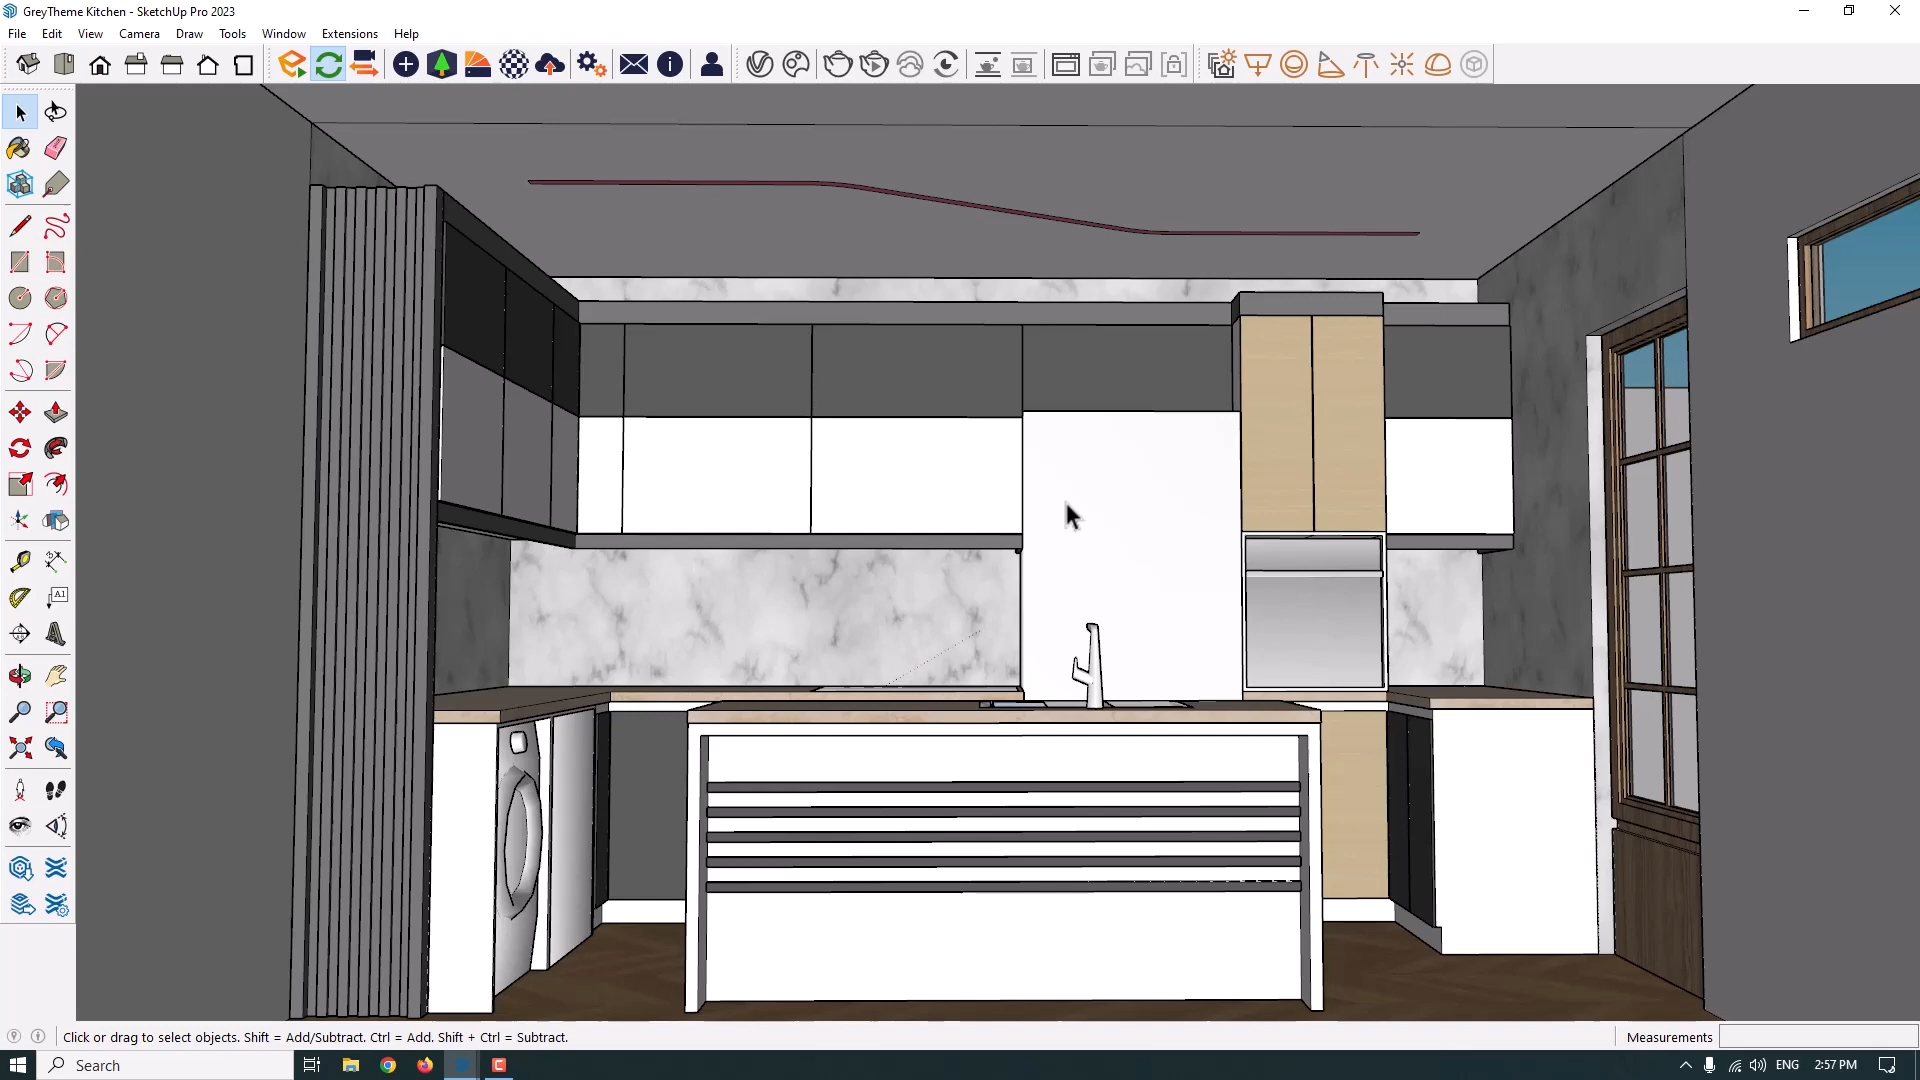 GreyTheme Kitchen - SketchUp Pro 2023
File Edit View Camera Draw Tools Window Extensions Help
A1
Click or drag to select objects. Shift = Add/Subtract. Ctrl = Add. Shift + Ctrl = Subtract.
Measurements
Search
ENG
2:57 PM